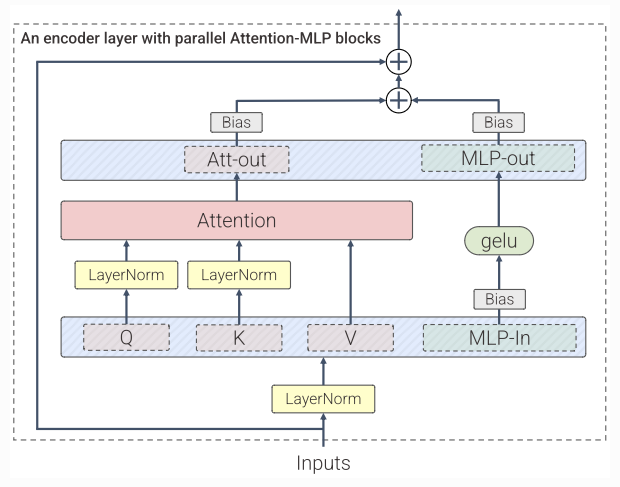 An encoder layer with parallel Attention-MLP blocks
Bias
Bias
Att-out
MLP-out
Attention
gelu
LayerNorm
LayerNorm
Bias
Q
K
V
MLP-In
LayerNorm
Inputs